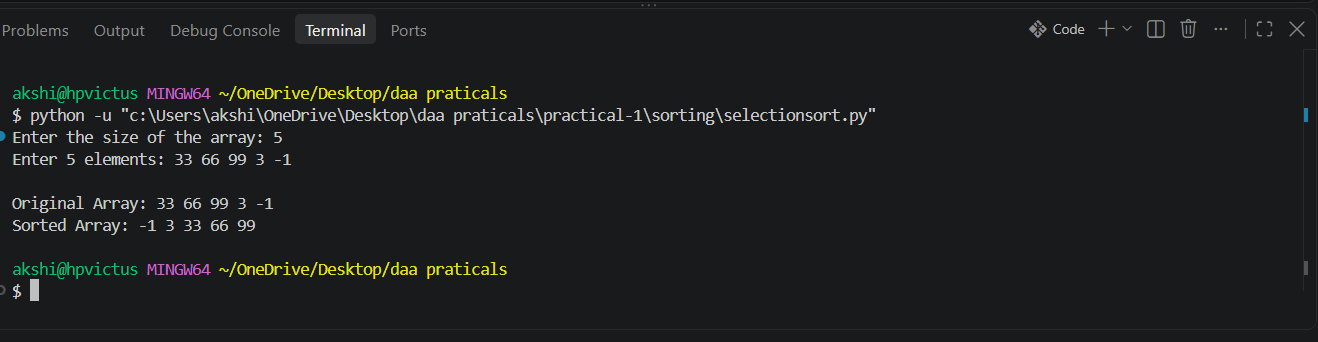 Problems Output Debug Console Terminal Ports Code
akshi@hpvictus MINGW64 ~/OneDrive/Desktop/daa praticals
$ python -u "c:\Users\akshi\OneDrive\Desktop\daa praticals\practical-1\sorting\selectionsort.py"
Enter the size of the array: 5
Enter 5 elements: 33 66 99 3 -1
Original Array: 33 66 99 3 -1
Sorted Array: -1 3 33 66 99
akshi@hpvictus MINGW64 ~/OneDrive/Desktop/daa praticals
$